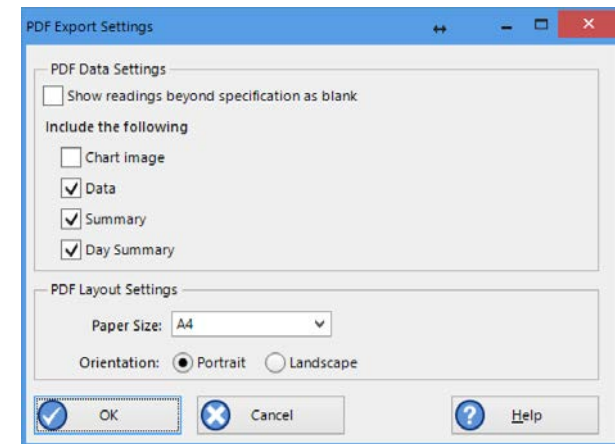 PDF Export Settings
PDF Data Settings
Show readings beyond specification as blank
Include the following
Chart image
Data
Summary
Day Summary
PDF Layout Settings
Paper Size: A4
Orientation: Portrait Landscape
OK Cancel Help